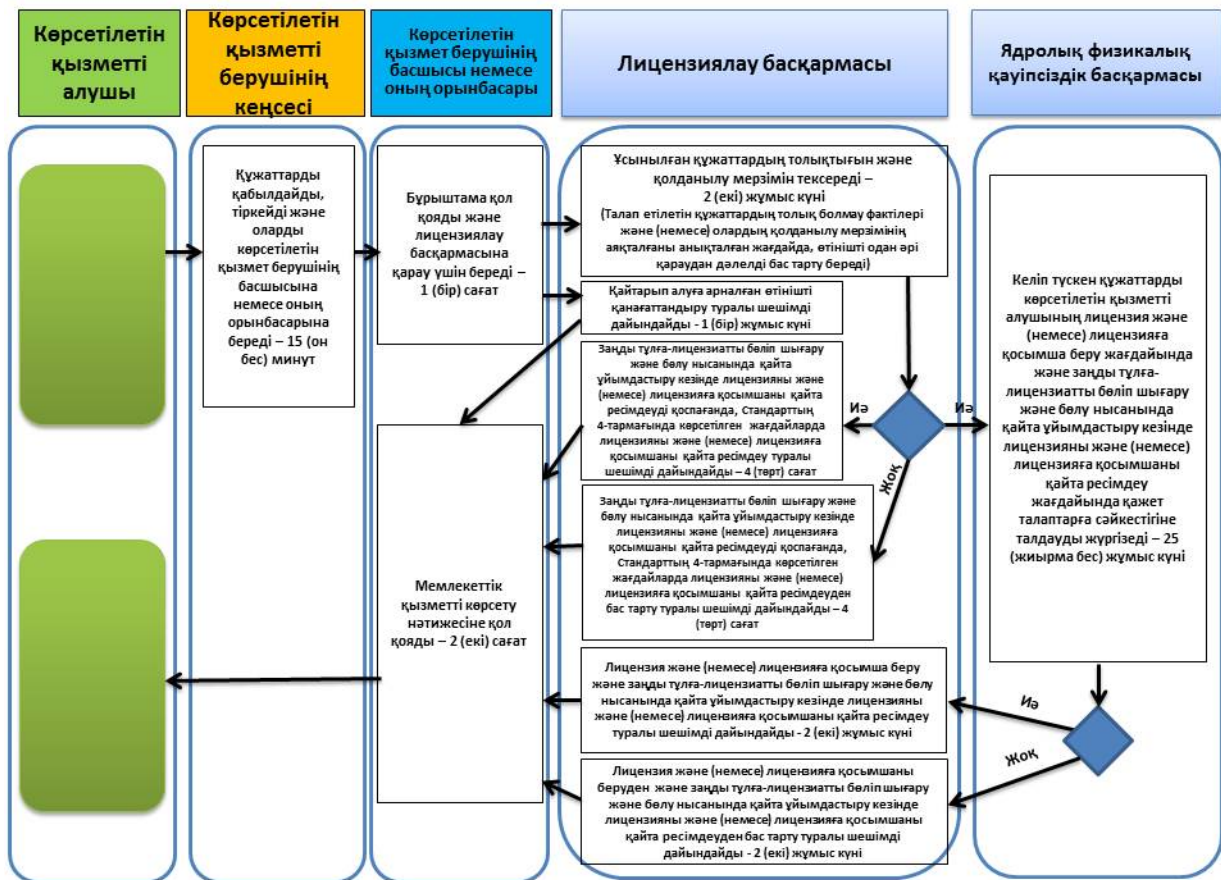 Көрсетілетін
қызметті
алушы
Көрсетілетін
қызметті
берушінің
кеңсесі
Көрсетілетін
қызмет берушінің
басшысы немесе
оның орынбасары
Лицензиялау басқармасы
Ядролық физикалық
қауіпсіздік басқармасы
Құжаттарды
қабылдайды,
тіркейді және
оларды
көрсетілетін
қызмет берушінің
басшысына
немесе оның
орынбасарына
береді – 15 (он
бес) минут
Бұрыштама қол
қояды және
лицензиялау
басқармасына
қарау үшін береді –
1 (бір) сағат
Ұсынылған құжаттардың толықтығын және
қолданылу мерзімін тексереді –
2 (екі) жұмыс күні
(Талап етілетін құжаттардың толық болмау фактілері
және (немесе) олардың қолданылу мерзімінің
аяқталғаны анықталған жағдайда, өтінішті одан әрі
қараудан дәлелді бас тарту береді)
Қайтарып алуға арналған өтінішті
қанағаттандыру туралы шешімді
дайындайды - 1 (бір) жұмыс күні
Заңды тұлға-лицензиатты бөліп шығару
және бөлу нысанында қайта
ұйымдастыру кезінде лицензияны және
(немесе) лицензияға қосымшаны қайта
ресімдеуді қоспағанда, Стандарттың
4-тармағында көрсетілген жағдайларда
лицензияны және (немесе) лицензияға
қосымшаны қайта ресімдеу туралы
шешімді дайындайды – 4 (төрт) сағат
Иә
Иә
Жоқ
Заңды тұлға-лицензиатты бөліп шығару және
бөлу нысанында қайта ұйымдастыру кезінде
лицензияны және (немесе) лицензияға
қосымшаны қайта ресімдеуді қоспағанда,
Стандарттың 4-тармағында көрсетілген
жағдайларда лицензияны және (немесе)
лицензияға қосымшаны қайта ресімдеуден
бас тарту туралы шешімді дайындайды – 4
(төрт) сағат
Келіп түскен құжаттарды
көрсетілетін қызметті
алушының лицензия және
(немесе) лицензияға
қосымша беру жағдайында
және заңды тұлға-
лицензиатты бөліп шығару
және бөлу нысанында
қайта ұйымдастыру кезінде
лицензияны және (немесе)
лицензияға қосымшаны
қайта ресімдеу
жағдайында қажет
талаптарға сәйкестігіне
талдауды жүргізеді – 25
(жиырма бес) жұмыс күні
Мемлекеттік
қызметті көрсету
нәтижесіне қол
қояды – 2 (екі) сағат
Лицензия және (немесе) лицензияға қосымша беру
және заңды тұлға-лицензиатты бөліп шығару және бөлу
нысанында қайта ұйымдастыру кезінде лицензияны
және (немесе) лицензияға қосымшаны қайта ресімдеу
туралы шешімді дайындайды - 2 (екі) жұмыс күні
Иә
Жоқ
Лицензия және (немесе) лицензияға қосымшаны
беруден және заңды тұлға-лицензиатты бөліп шығару
және бөлу нысанында қайта ұйымдастыру кезінде
лицензияны және (немесе) лицензияға қосымшаны
қайта ресімдеуден бас тарту туралы шешімді
дайындайды - 2 (екі) жұмыс күні